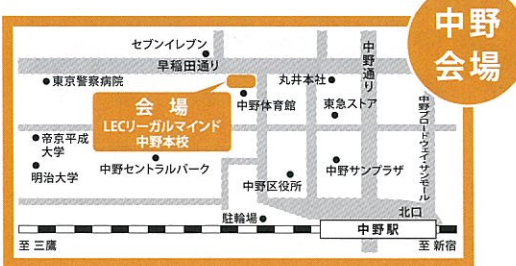 中野
会場
セブンイレブン
早稲田通り
中野通り
東京警察病院
丸井本社
会場
LECリーガルマインド
中野本校
中野体育館
東急ストア
中野ブロードウェイ・サンモール
帝京平成
大学
明治大学
中野セントラルパーク
中野サンプラザ
中野区役所
駐輪場
北口
中野駅
至 三鷹
至 新宿